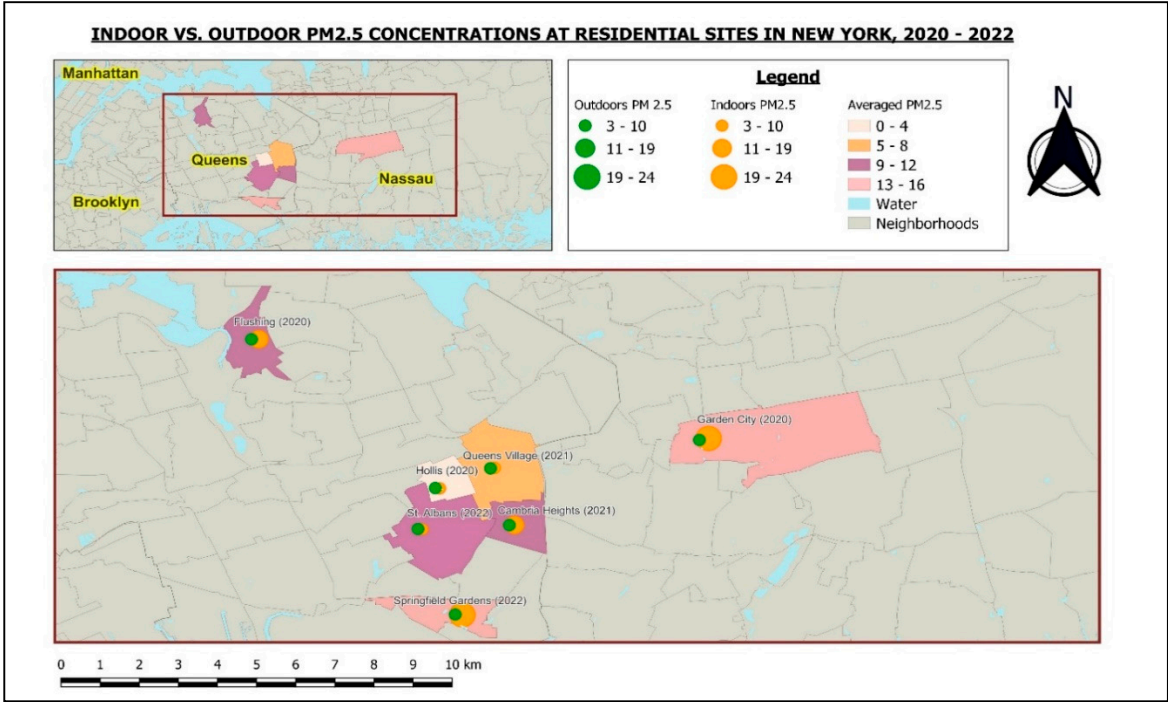 INDOOR VS. OUTDOOR PM2.5 CONCENTRATIONS AT RESIDENTIAL SITES IN NEW YORK, 2020 - 2022
Manhattan
Queens
Nassau
Brooklyn
Legend
Outdoors PM 2.5
3 - 10
11 - 19
19 - 24
Indoors PM2.5
3 - 10
11 - 19
19 - 24
Averaged PM2.5
0 - 4
5 - 8
9 - 12
13 - 16
Water
Neighborhoods
N
Flushing (2020)
Garden City (2020)
Queens Village (2021)
Hollis (2020)
St. Albans (2022)
Cambria Heights (2021)
Springfield Gardens (2022)
0 1 2 3 4 5 6 7 8 9 10 km